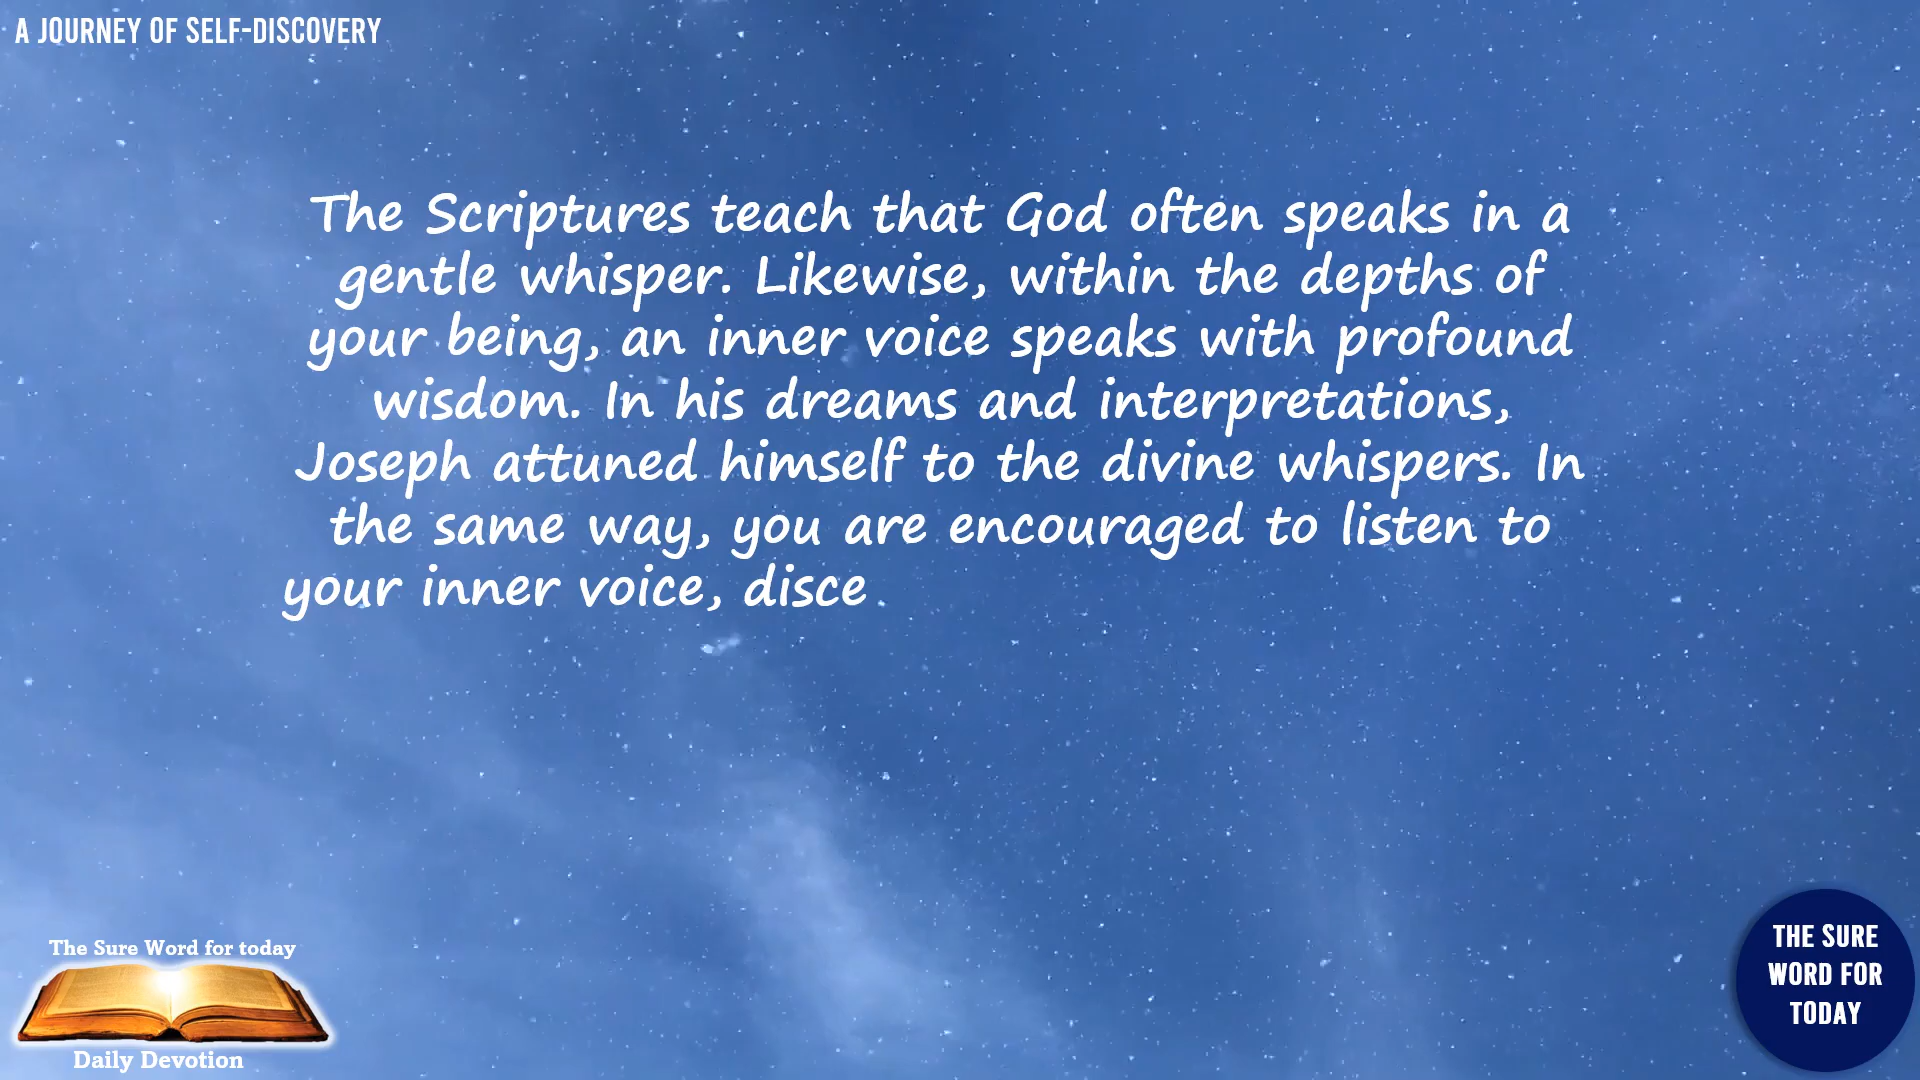 A JOURNEY OF SELF-DISCOVERY
The Scriptures teach that God often speaks in a
gentle whisper. Likewise, within the depths of
your being, an inner voice speaks with profound
wisdom. In his dreams and interpretations,
Joseph attuned himself to the divine whispers. In
the same way, you are encouraged to listen to
your inner voice, disce
The Sure Word for today
Daily Devotion
THE SURE
WORD FOR
TODAY